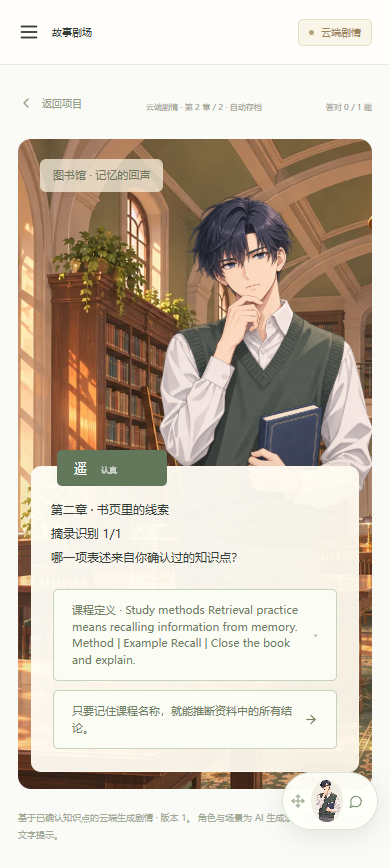 故事剧场
云端剧情
返回项目
云端剧情 · 第 2 章 / 2 · 自动存档
答对 0 / 1 题
图书馆 · 记忆的回声
遥 认真
第二章 · 书页里的线索
摘录识别 1/1
哪一项表述来自你确认过的知识点?
课程定义 · Study methods Retrieval practice
means recalling information from memory.
Method | Example Recall | Close the book
and explain.
只要记住课程名称，就能推断资料中的所有结
论。
基于已确认知识点的云端生成剧情 · 版本 1。 角色与场景为 AI 生成
文字提示。